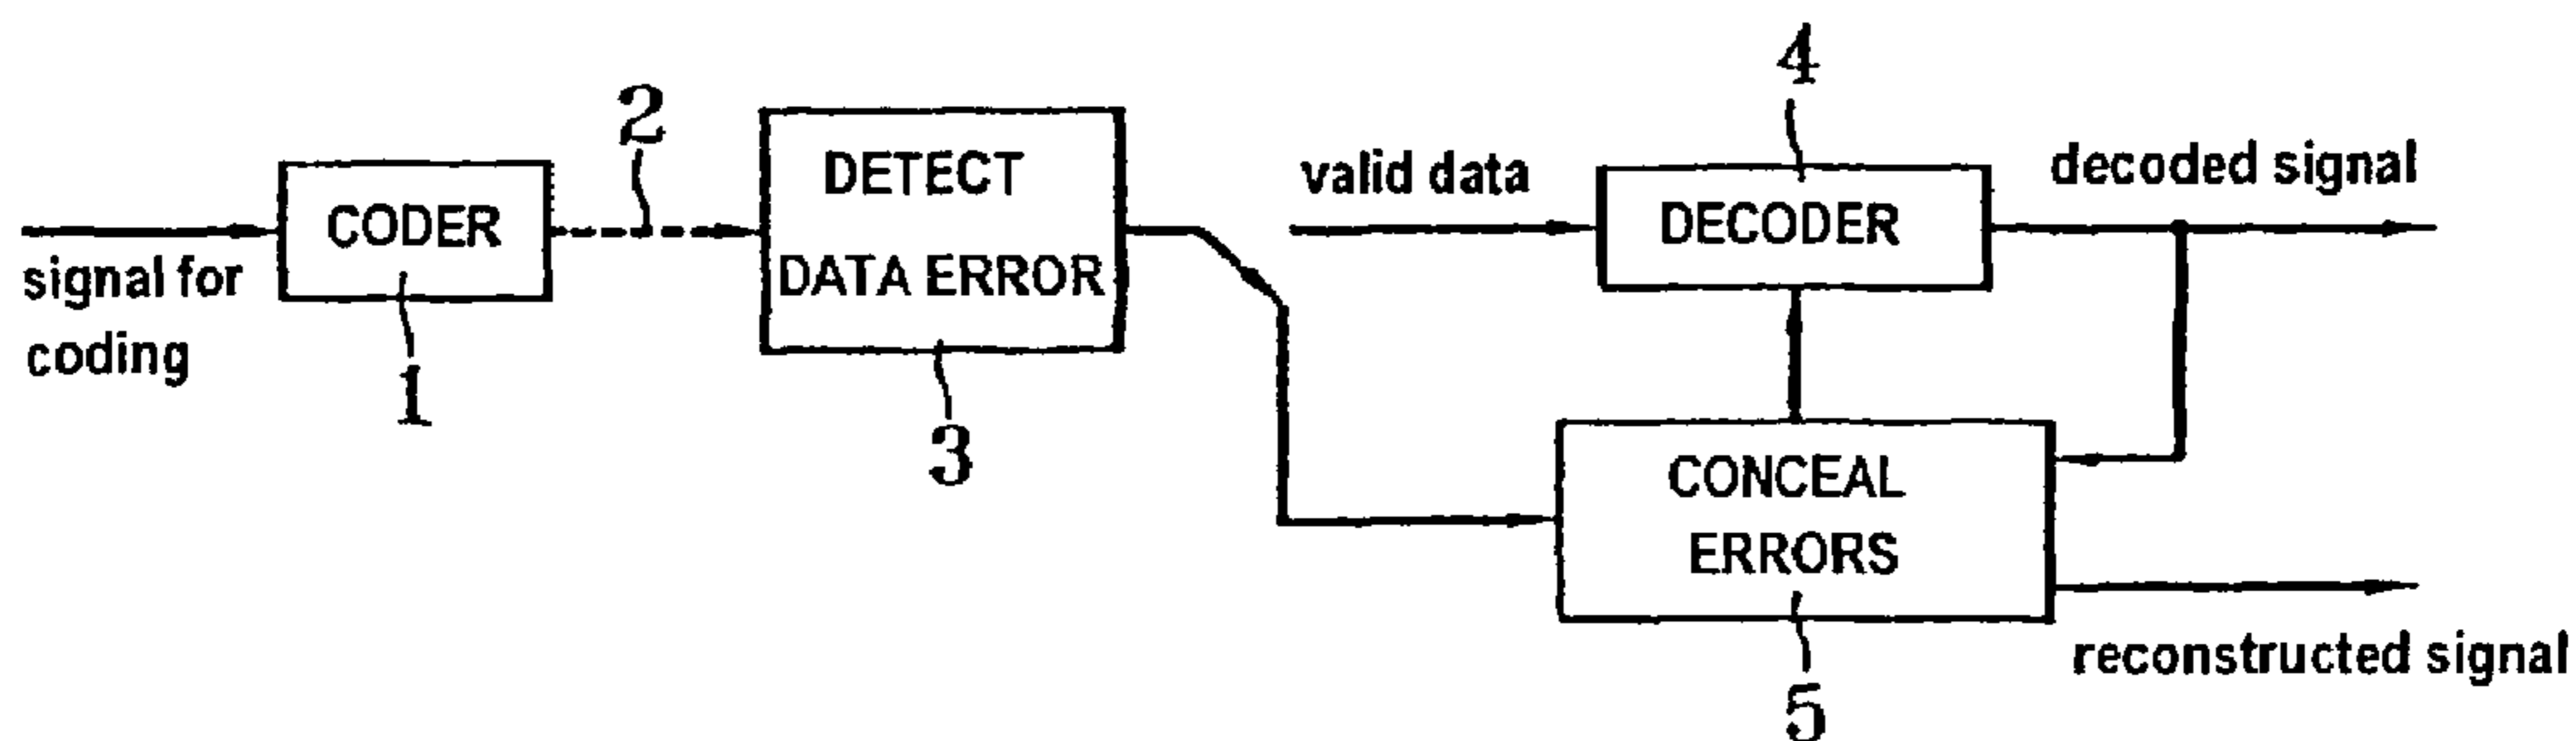 signal for
coding
CODER
1
2
DETECT
DATA ERROR
3
valid data
4
DECODER
decoded signal
CONCEAL
ERRORS
5
reconstructed signal